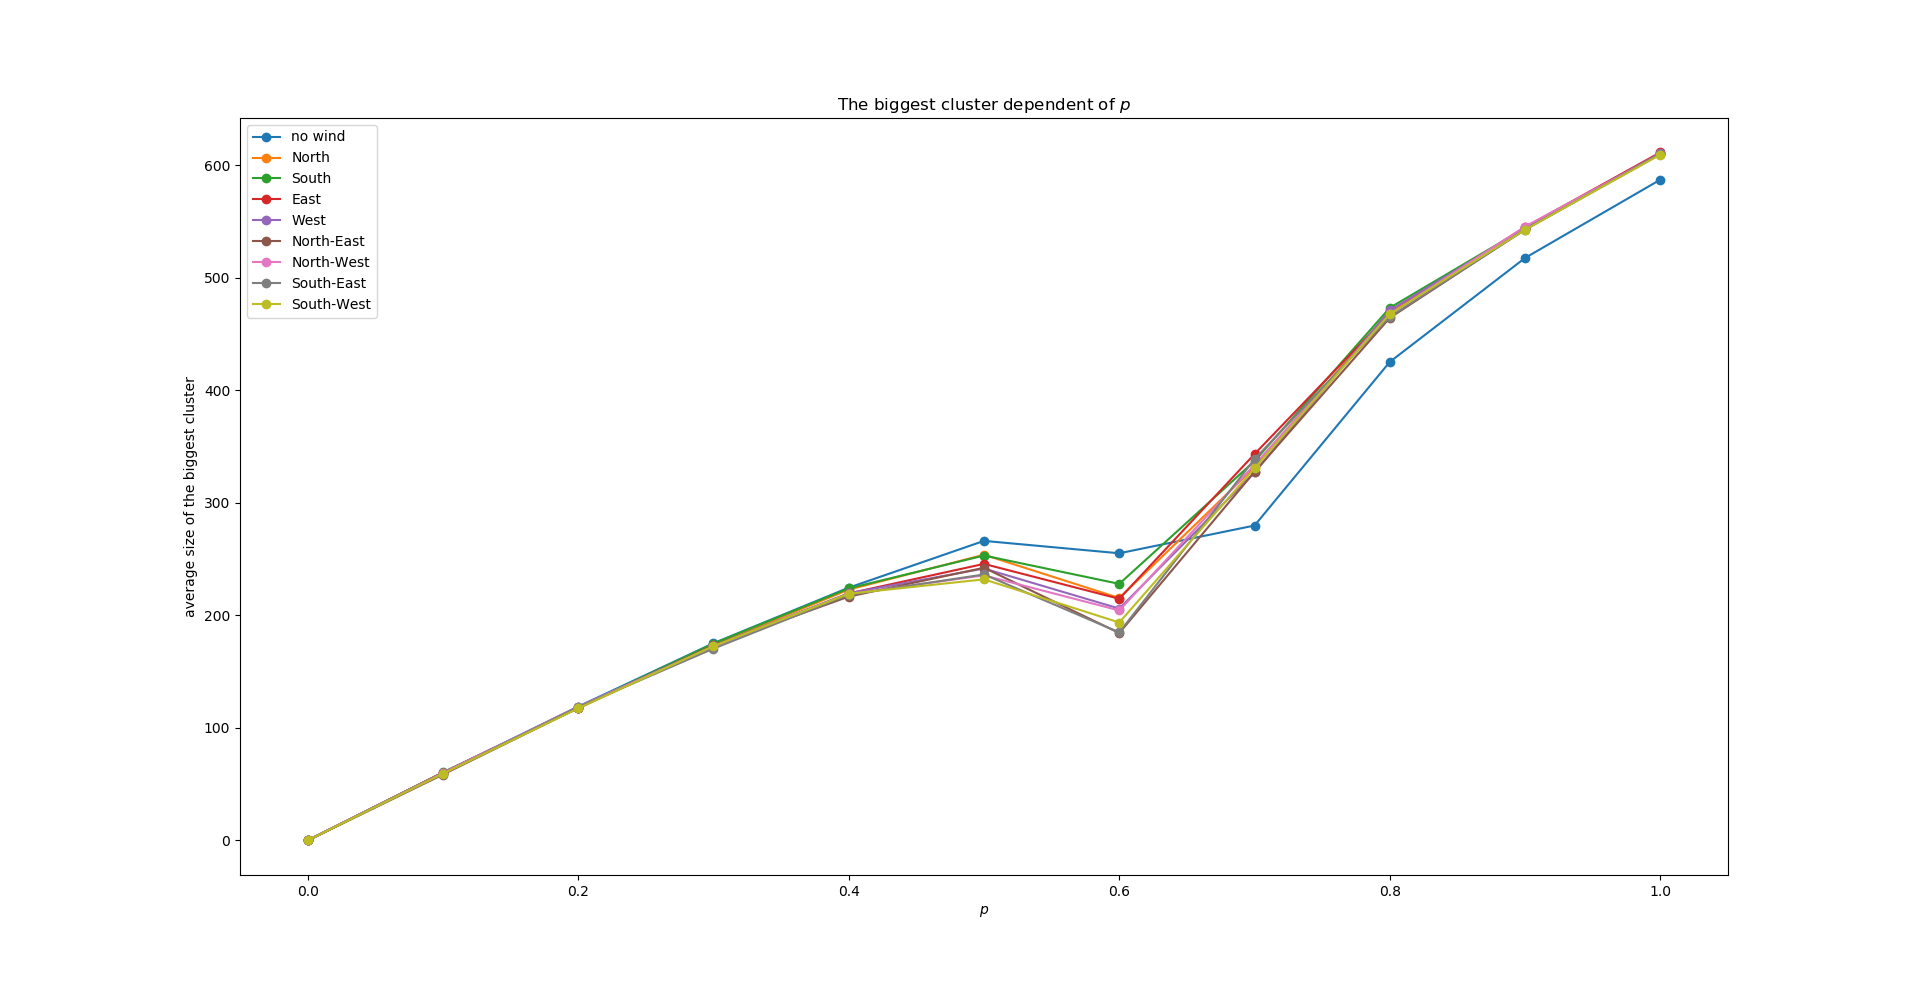 The biggest cluster dependent of p
no wind
North
South
East
West
North-East
North-West
South-East
South-West
average size of the biggest cluster
600
500
400
300
200
100
0
0.0 0.2 0.4 0.6 0.8 1.0
p